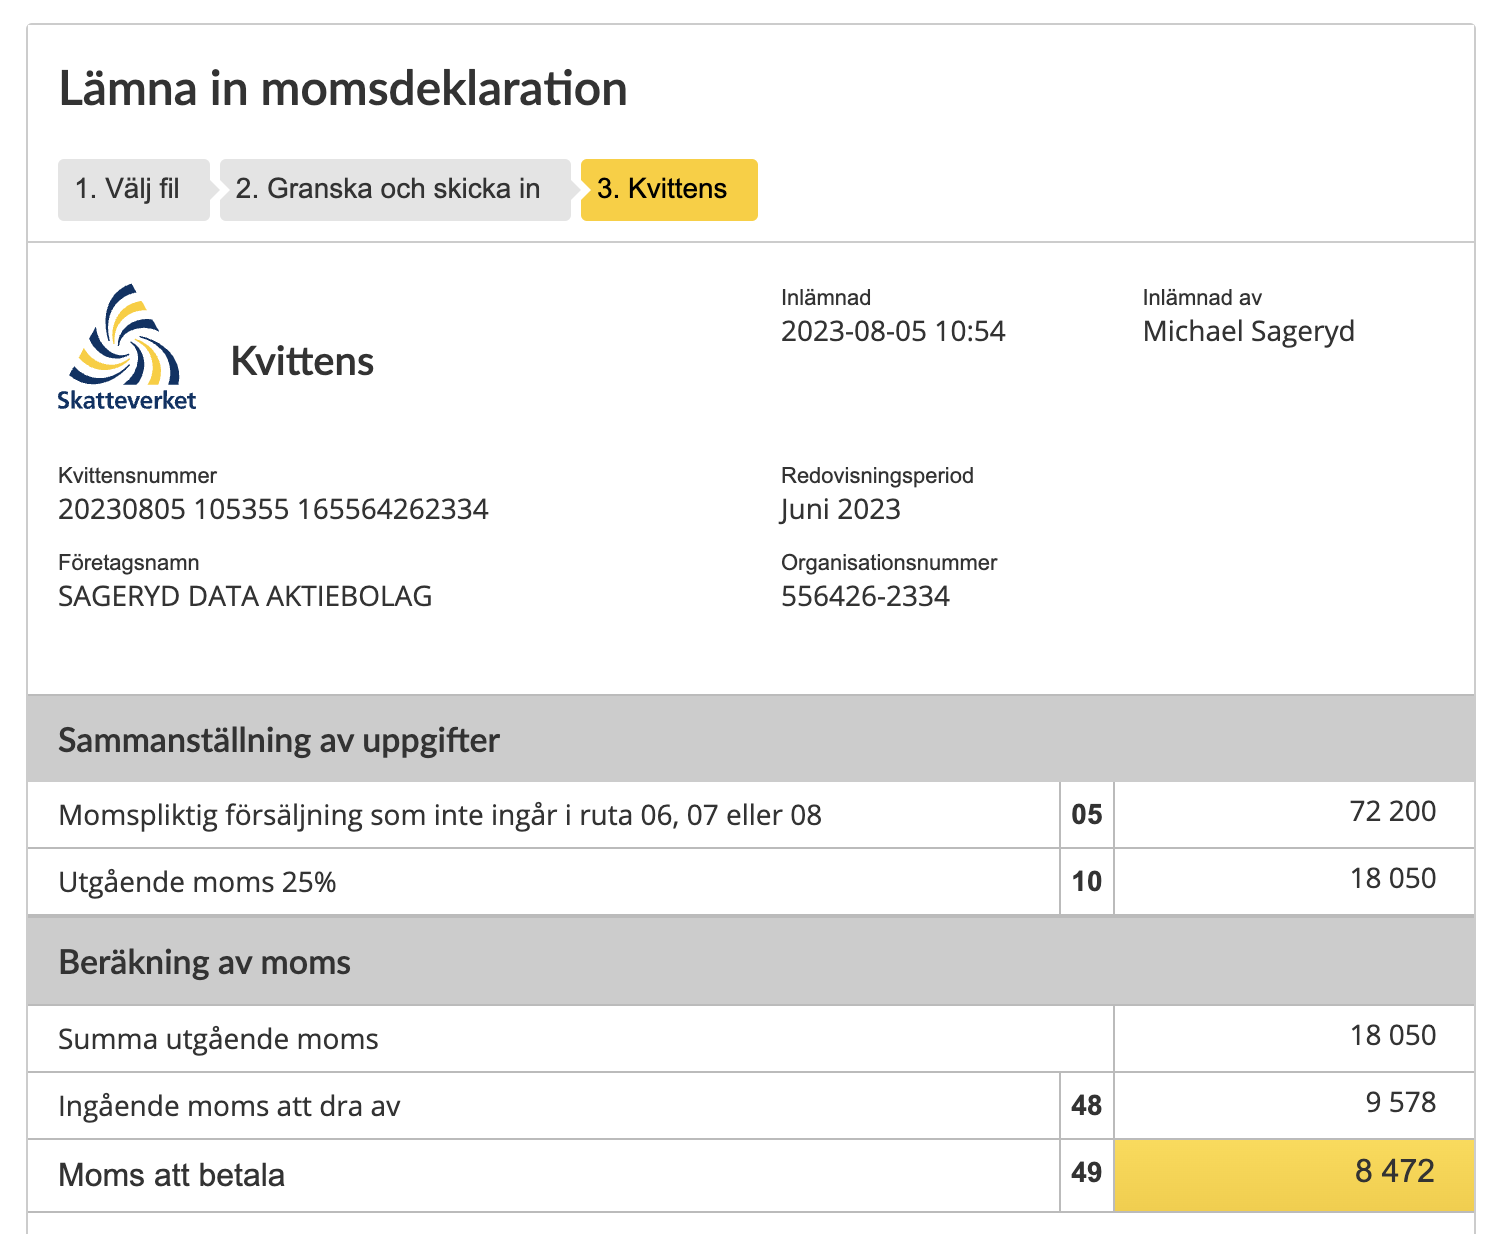 Lämna in momsdeklaration
1. Välj fil
2. Granska och skicka in
3. Kvittens
Skatteverket
Kvittens
Inlämnad
2023-08-05 10:54
Inlämnad av
Michael Sageryd
Kvittensnummer
20230805 105355 165564262334
Redovisningsperiod
Juni 2023
Företagsnamn
SAGERYD DATA AKTIEBOLAG
Organisationsnummer
556426-2334
Sammanställning av uppgifter
Momspliktig försäljning som inte ingår i ruta 06, 07 eller 08 05 72 200
Utgående moms 25% 10 18 050
Beräkning av moms
Summa utgående moms 18 050
Ingående moms att dra av 48 9 578
Moms att betala 49 8 472